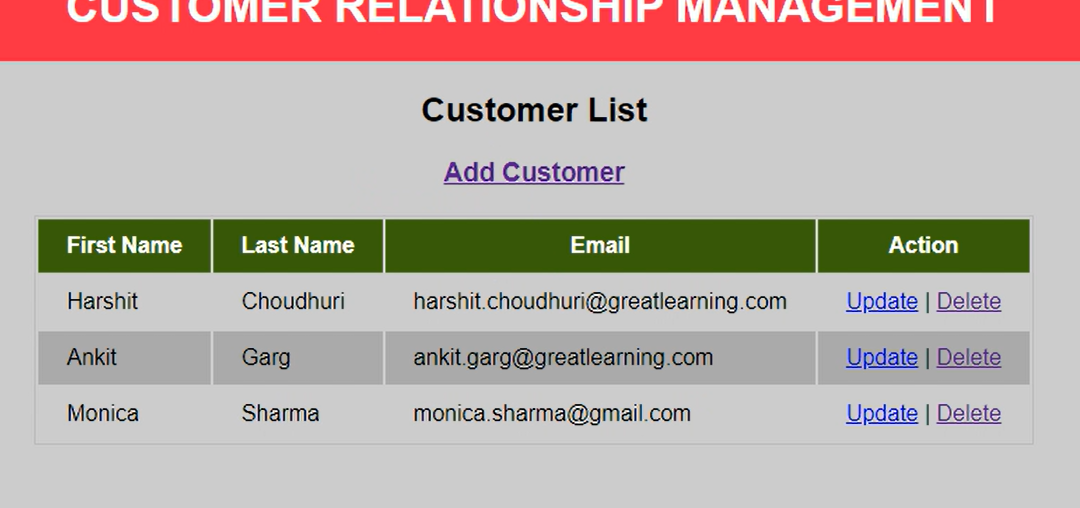 CUSTOMER RELATIONSHIP MANAGEMENT
Customer List
Add Customer
First Name Last Name Email Action
Harshit Choudhuri harshit.choudhuri@greatlearning.com Update | Delete
Ankit Garg ankit.garg@greatlearning.com Update | Delete
Monica Sharma monica.sharma@gmail.com Update | Delete